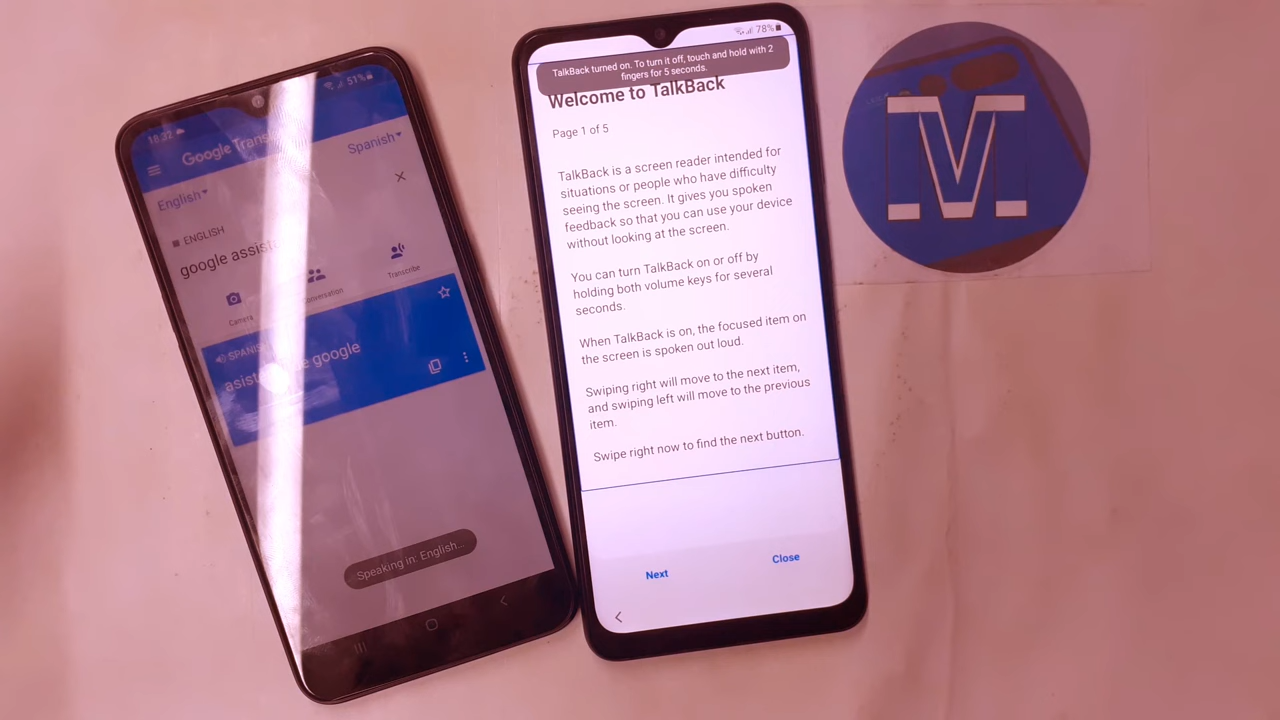 18:32
51%
Google
Spanish
English
ENGLISH
google assist
Camera
Conversation
Transcribe
SPANISH
google
Speaking in: English...
78%
TalkBack turned on. To turn it off, touch and hold with 2
fingers for 5 seconds.
Welcome to TalkBack
Page 1 of 5
TalkBack is a screen reader intended for
situations or people who have difficulty
seeing the screen. It gives you spoken
feedback so that you can use your device
without looking at the screen.
You can turn TalkBack on or off by
holding both volume keys for several
seconds.
When TalkBack is on, the focused item on
the screen is spoken out loud.
Swiping right will move to the next item,
and swiping left will move to the previous
item.
Swipe right now to find the next button.
Next
Close
M